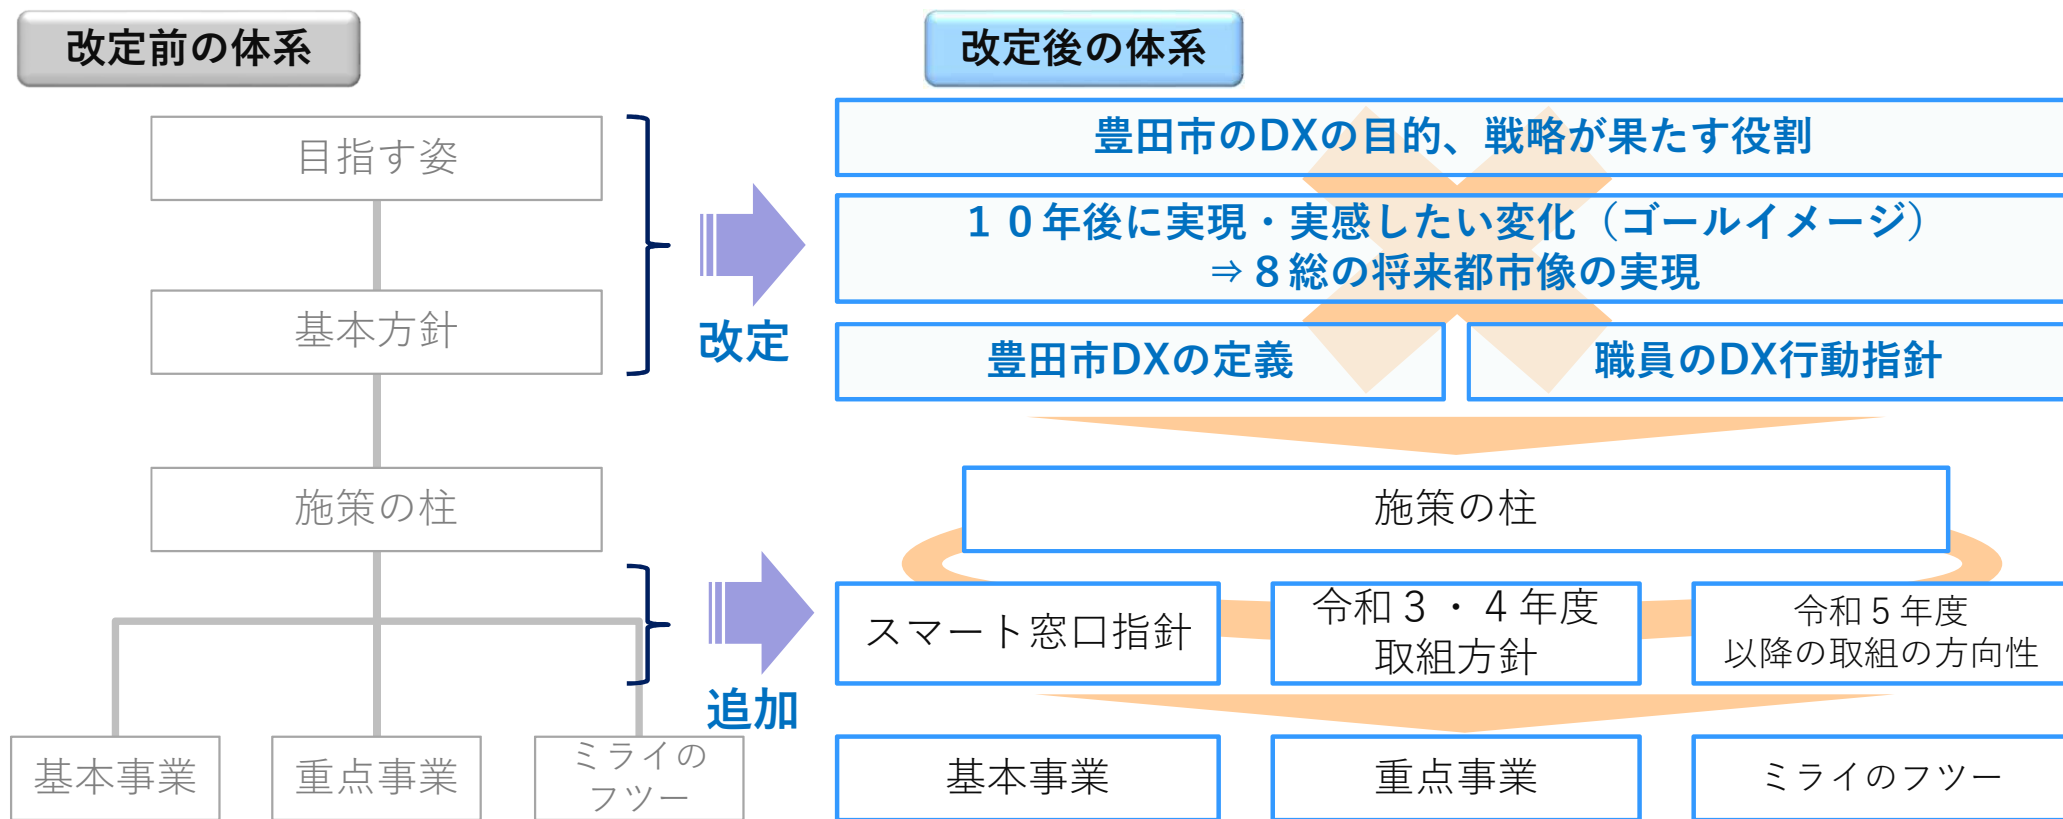 改定前の体系
目指す姿
基本方針
施策の柱
基本事業
重点事業
ミライの
フツー
改定
追加
改定後の体系
豊田市のDXの目的、戦略が果たす役割
１０年後に実現・実感したい変化（ゴールイメージ）
⇒８総の将来都市像の実現
豊田市DXの定義
職員のDX行動指針
施策の柱
スマート窓口指針
令和３・４年度
取組方針
令和５年度
以降の取組の方向性
基本事業
重点事業
ミライのフツー